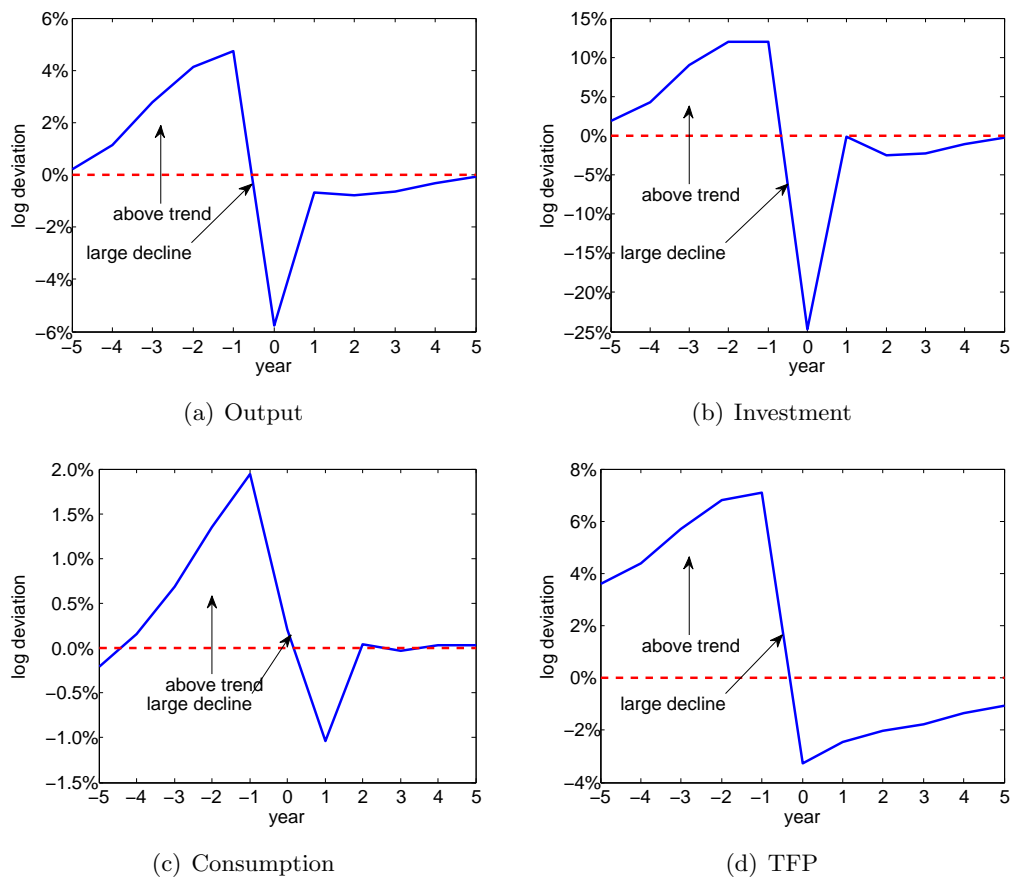 6%
4%
2%
0%
−2%
−4%
−6%
log deviation
above trend
large decline
−5 −4 −3 −2 −1 0 1 2 3 4 5
year
(a) Output
15%
10%
5%
0%
−5%
−10%
−15%
−20%
−25%
log deviation
above trend
large decline
−5 −4 −3 −2 −1 0 1 2 3 4 5
year
(b) Investment
2.0%
1.5%
1.0%
0.5%
0.0%
−0.5%
−1.0%
−1.5%
log deviation
above trend
large decline
−5 −4 −3 −2 −1 0 1 2 3 4 5
year
(c) Consumption
8%
6%
4%
2%
0%
−2%
−4%
log deviation
above trend
large decline
−5 −4 −3 −2 −1 0 1 2 3 4 5
year
(d) TFP